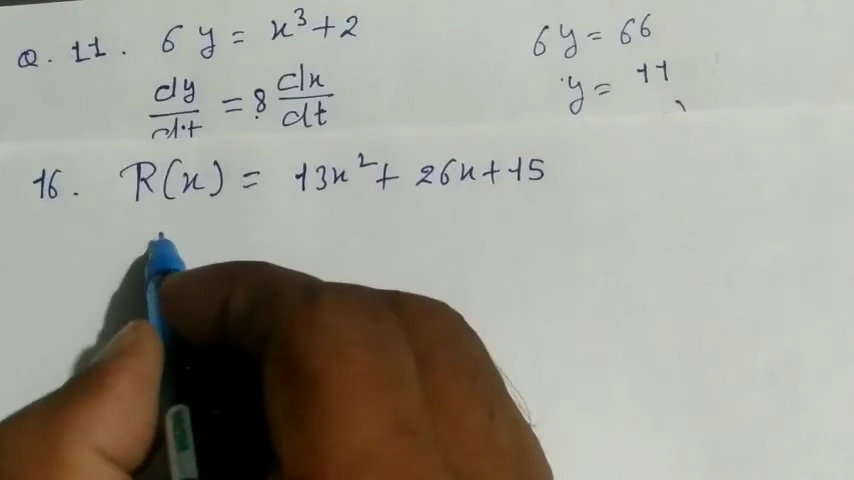 Q. 11. 6y = x³+2
dy/dt = 8 dx/dt
6y = 66
y = 11
16. R(x) = 13x²+ 26x+15